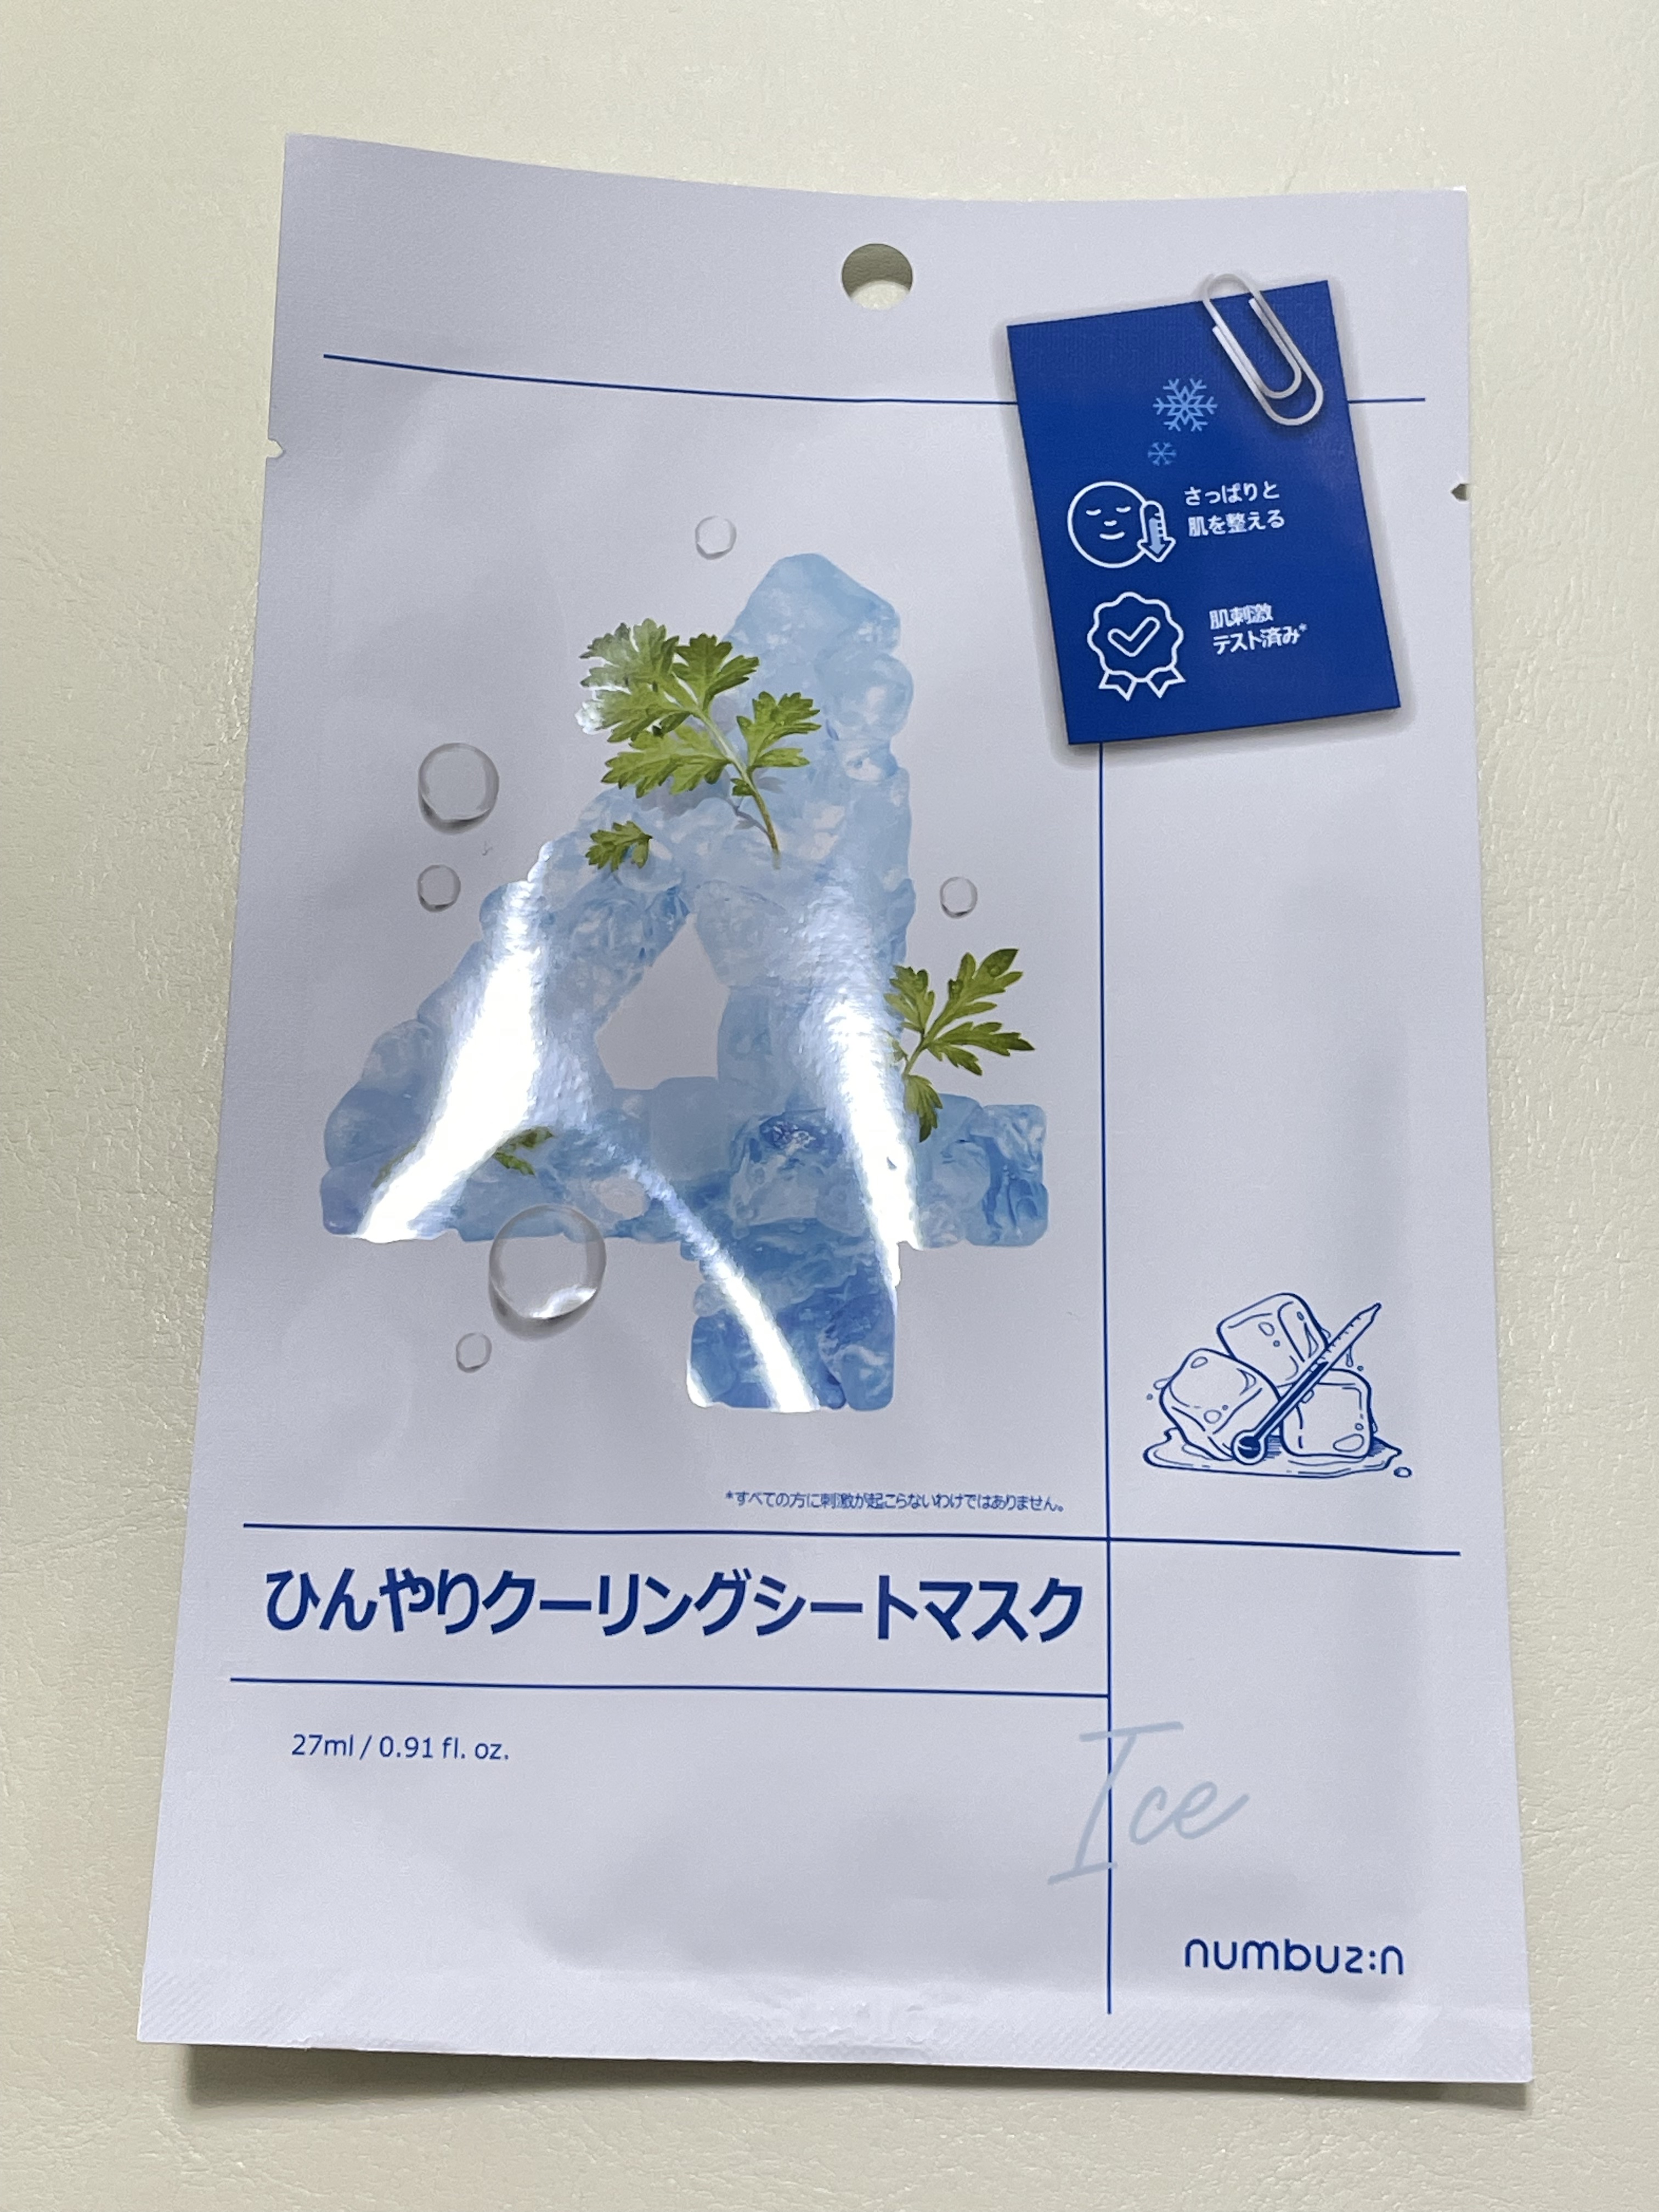 さっぱりと
肌を整える
肌刺激
テスト済み*
*すべての方に刺激が起こらないわけではありません。
ひんやりクーリングシートマスク
27ml / 0.91 fl. oz.
Ice
numbuz:n